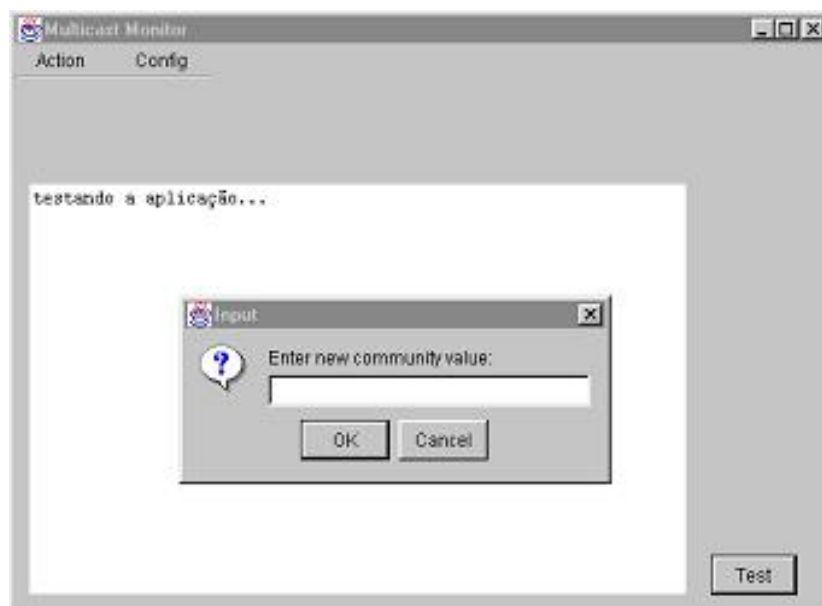 Multicast Monitor
Action Config
testando a aplicação...
Input
Enter new community value:
OK Cancel
Test